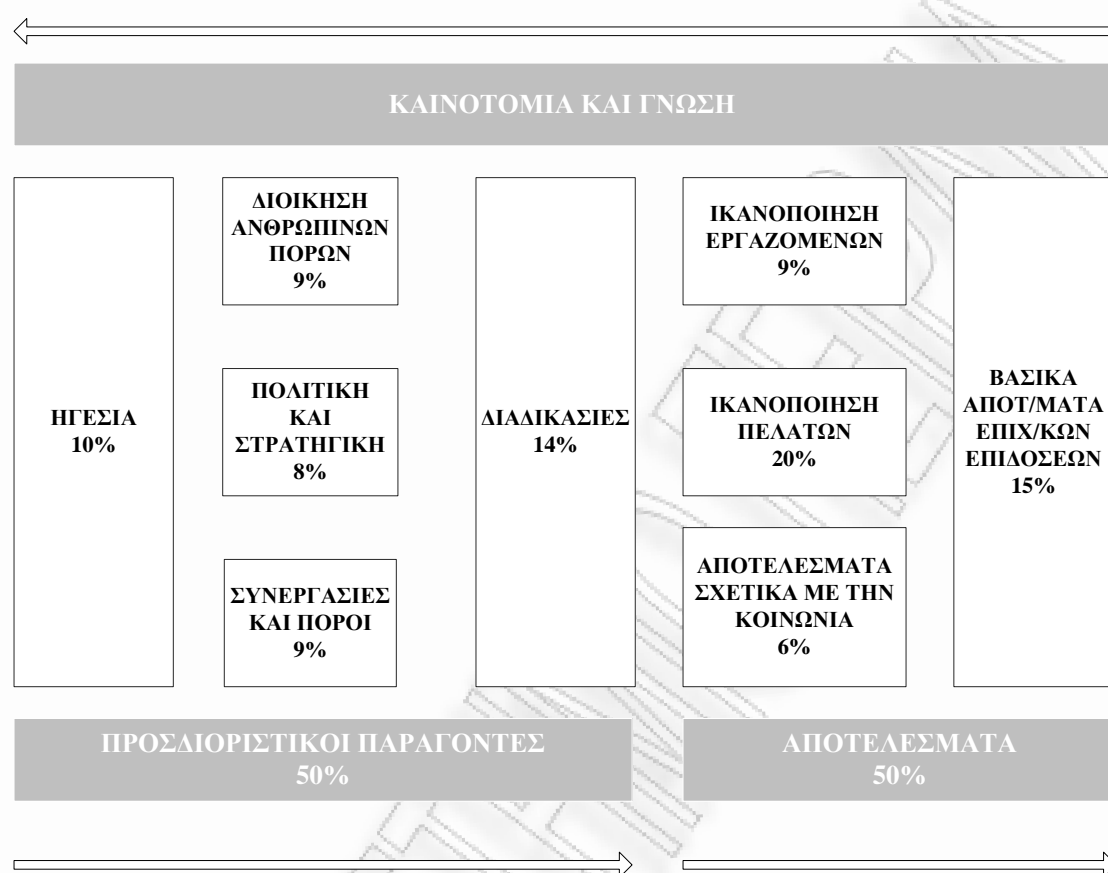 ΚΑΙΝΟΤΟΜΙΑ ΚΑΙ ΓΝΩΣΗ
ΗΓΕΣΙΑ
10%
ΔΙΟΙΚΗΣΗ
ΑΝΘΡΩΠΙΝΩΝ
ΠΟΡΩΝ
9%
ΠΟΛΙΤΙΚΗ
ΚΑΙ
ΣΤΡΑΤΗΓΙΚΗ
8%
ΣΥΝΕΡΓΑΣΙΕΣ
ΚΑΙ ΠΟΡΟΙ
9%
ΔΙΑΔΙΚΑΣΙΕΣ
14%
ΙΚΑΝΟΠΟΙΗΣΗ
ΕΡΓΑΖΟΜΕΝΩΝ
9%
ΙΚΑΝΟΠΟΙΗΣΗ
ΠΕΛΑΤΩΝ
20%
ΑΠΟΤΕΛΕΣΜΑΤΑ
ΣΧΕΤΙΚΑ ΜΕ ΤΗΝ
ΚΟΙΝΩΝΙΑ
6%
ΒΑΣΙΚΑ
ΑΠΟΤ/ΜΑΤΑ
ΕΠΙΧ/ΚΩΝ
ΕΠΙΔΟΣΕΩΝ
15%
ΠΡΟΣΔΙΟΡΙΣΤΙΚΟΙ ΠΑΡΑΓΟΝΤΕΣ
50%
ΑΠΟΤΕΛΕΣΜΑΤΑ
50%